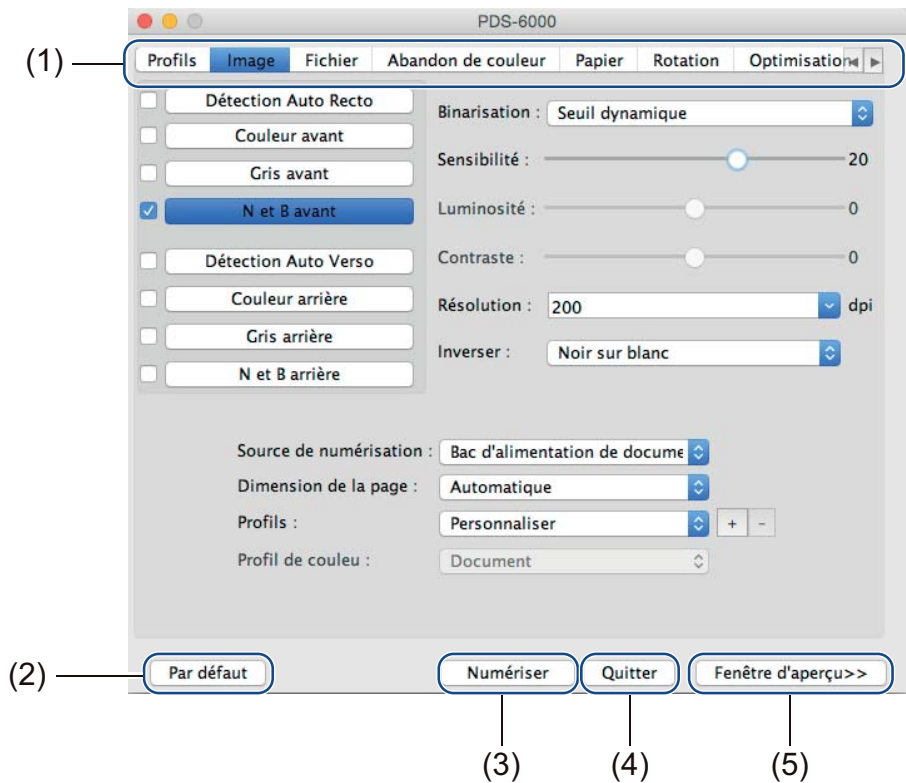 PDS-6000
(1)
Profils Image Fichier Abandon de couleur Papier Rotation Optimisation
Détection Auto Recto
Couleur avant
Gris avant
N et B avant
Détection Auto Verso
Couleur arrière
Gris arrière
N et B arrière
Binarisation : Seuil dynamique
Sensibilité : 20
Luminosité : 0
Contraste : 0
Résolution : 200 dpi
Inverser : Noir sur blanc
Source de numérisation : Bac d'alimentation de docume
Dimension de la page : Automatique
Profils : Personnaliser + -
Profil de couleu : Document
(2) Par défaut Numériser Quitter Fenêtre d'aperçu>>
(3) (4) (5)